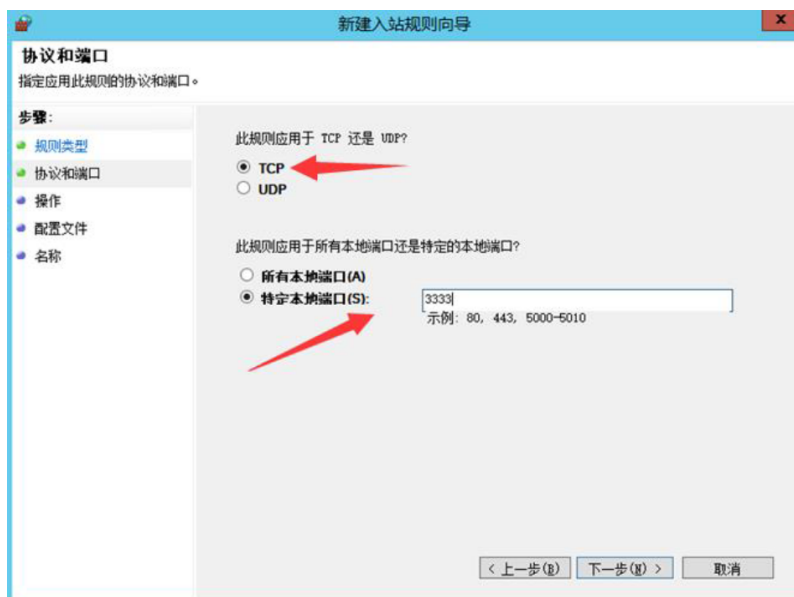 新建入站规则向导
x
协议和端口
指定应用此规则的协议和端口。
步骤:
规则类型
协议和端口
操作
配置文件
名称
此规则应用于 TCP 还是 UDP?
TCP
UDP
此规则应用于所有本地端口还是特定的本地端口?
所有本地端口(A)
特定本地端口(S):
3333
示例: 80, 443, 5000-5010
< 上一步(B)
下一步(N) >
取消